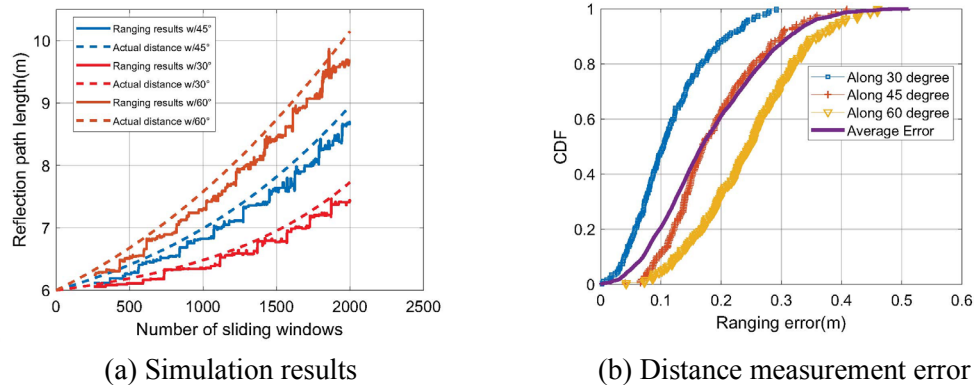 Ranging results w/45°
Actual distance w/45°
Ranging results w/30°
Actual distance w/30°
Ranging results w/60°
Actual distance w/60°
10
9
8
7
6
Reflection path length(m)
0 500 1000 1500 2000 2500
Number of sliding windows
(a) Simulation results
1
0.8
0.6
0.4
0.2
0
CDF
Along 30 degree
Along 45 degree
Along 60 degree
Average Error
0 0.1 0.2 0.3 0.4 0.5 0.6
Ranging error(m)
(b) Distance measurement error